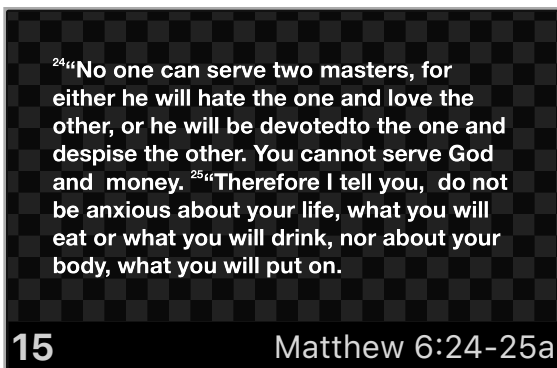 24“No one can serve two masters, for
either he will hate the one and love the
other, or he will be devotedto the one and
despise the other. You cannot serve God
and  money. 25“Therefore I tell you,  do not
be anxious about your life, what you will
eat or what you will drink, nor about your
body, what you will put on.
15 Matthew 6:24-25a